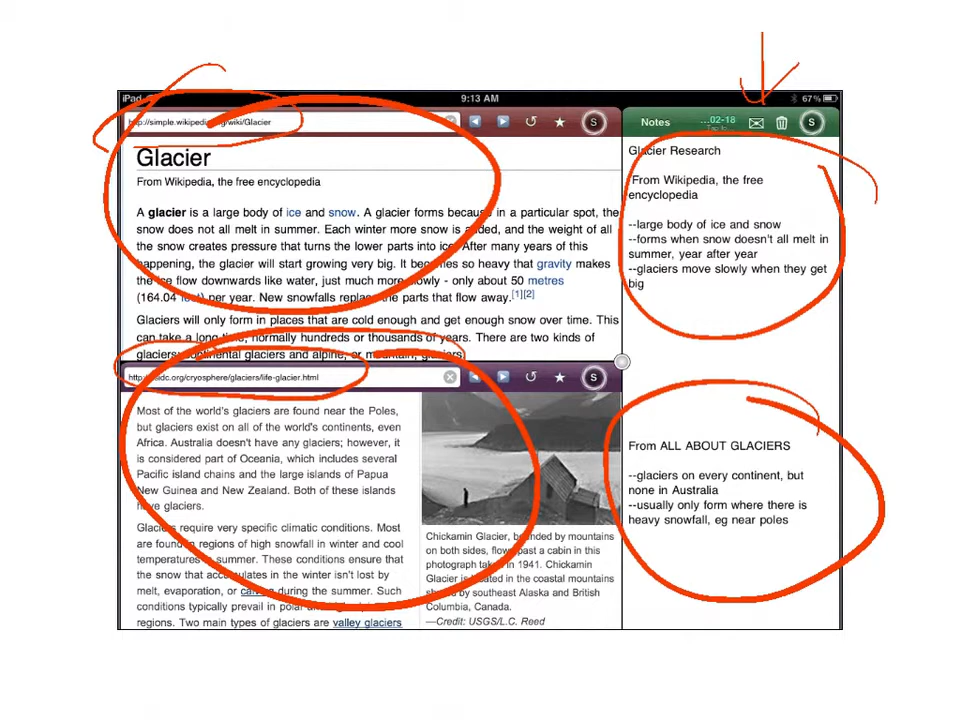 iPad
9:13 AM
67%
http://simple.wikipedia.org/wiki/Glacier
S
Notes
...02-18
S
Glacier
From Wikipedia, the free encyclopedia
A glacier is a large body of ice and snow. A glacier forms because in a particular spot, the
snow does not all melt in summer. Each winter more snow is added, and the weight of all
the snow creates pressure that turns the lower parts into ice. After many years of this
happening, the glacier will start growing very big. It becomes so heavy that gravity makes
the ice flow downwards like water, just much more slowly - only about 50 metres
(164.04 feet) per year. New snowfalls replace the parts that flow away.[1][2]
Glaciers will only form in places that are cold enough and get enough snow over time. This
can take a long time, normally hundreds or thousands of years. There are two kinds of
glaciers: continental glaciers and alpine, or mountain, glaciers.
http://nsidc.org/cryosphere/glaciers/life-glacier.html
S
Most of the world's glaciers are found near the Poles,
but glaciers exist on all of the world's continents, even
Africa. Australia doesn't have any glaciers; however, it
is considered part of Oceania, which includes several
Pacific island chains and the large islands of Papua
New Guinea and New Zealand. Both of these islands
have glaciers.
Glaciers require very specific climatic conditions. Most
are found in regions of high snowfall in winter and cool
temperatures in summer. These conditions ensure that
the snow that accumulates in the winter isn't lost by
melt, evaporation, or calving during the summer. Such
conditions typically prevail in polar and
regions. Two main types of glaciers are valley glaciers
Chickamin Glacier, bounded by mountains
on both sides, flows past a cabin in this
photograph taken in 1941. Chickamin
Glacier is located in the coastal mountains
shared by southeast Alaska and British
Columbia, Canada.
—Credit: USGS/L.C. Reed
Glacier Research
From Wikipedia, the free
encyclopedia
--large body of ice and snow
--forms when snow doesn't all melt in
summer, year after year
--glaciers move slowly when they get
big
From ALL ABOUT GLACIERS
--glaciers on every continent, but
none in Australia
--usually only form where there is
heavy snowfall, eg near poles